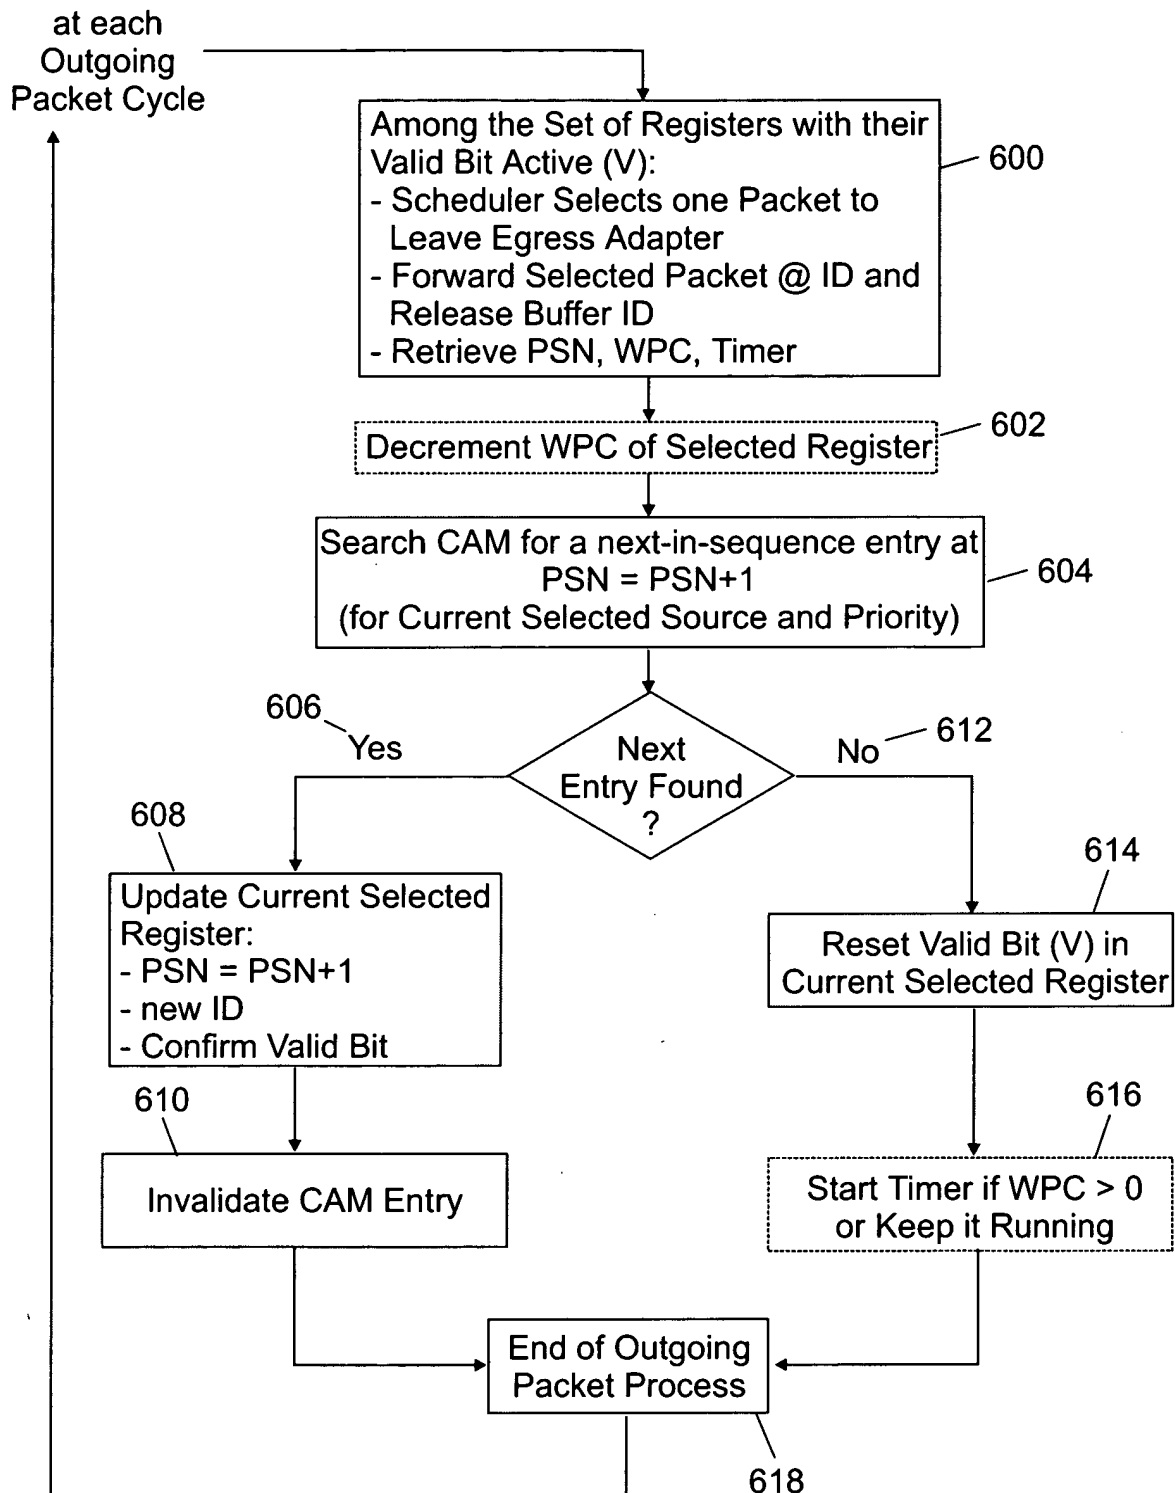 at each
Outgoing
Packet Cycle
Among the Set of Registers with their
Valid Bit Active (V):
- Scheduler Selects one Packet to
Leave Egress Adapter
- Forward Selected Packet @ ID and
Release Buffer ID
- Retrieve PSN, WPC, Timer
600
Decrement WPC of Selected Register
602
Search CAM for a next-in-sequence entry at
PSN = PSN+1
(for Current Selected Source and Priority)
604
606
Yes
Next
Entry Found
?
No
612
608
Update Current Selected
Register:
- PSN = PSN+1
- new ID
- Confirm Valid Bit
614
Reset Valid Bit (V) in
Current Selected Register
610
Invalidate CAM Entry
616
Start Timer if WPC > 0
or Keep it Running
End of Outgoing
Packet Process
618